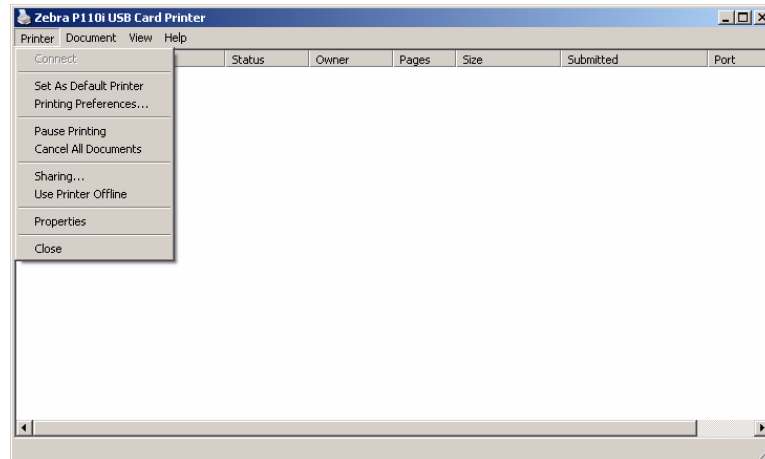 Zebra P110i USB Card Printer
Printer Document View Help
Status Owner Pages Size Submitted Port
Connect
Set As Default Printer
Printing Preferences...
Pause Printing
Cancel All Documents
Sharing...
Use Printer Offline
Properties
Close